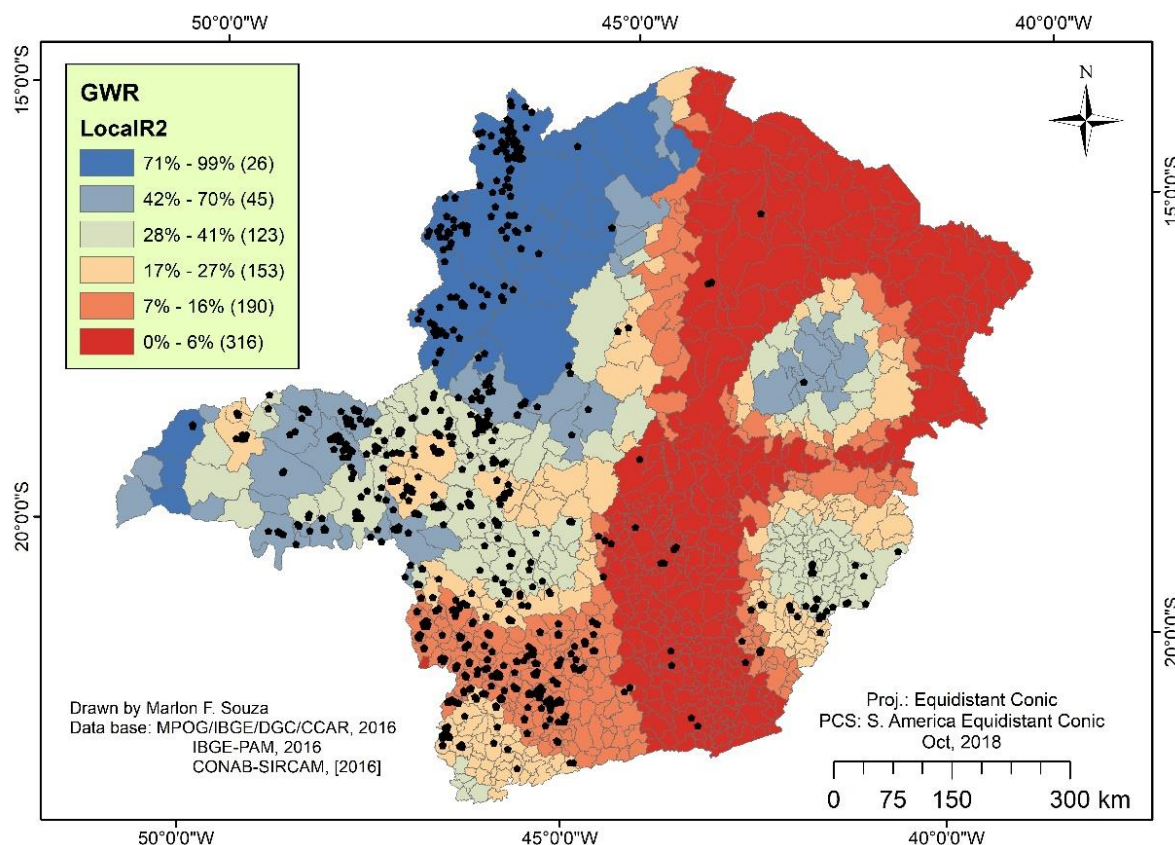 50°0'0"W 45°0'0"W 40°0'0"W
15°0'0"S
N
GWR
LocalR2
71% - 99% (26)
42% - 70% (45)
28% - 41% (123)
17% - 27% (153)
7% - 16% (190)
0% - 6% (316)
15°0'0"S
20°0'0"S
20°0'0"S
Drawn by Marlon F. Souza
Data base: MPOG/IBGE/DGC/CCAR, 2016
IBGE-PAM, 2016
CONAB-SIRCAM, [2016]
Proj.: Equidistant Conic
PCS: S. America Equidistant Conic
Oct, 2018
0 75 150 300 km
50°0'0"W 45°0'0"W 40°0'0"W